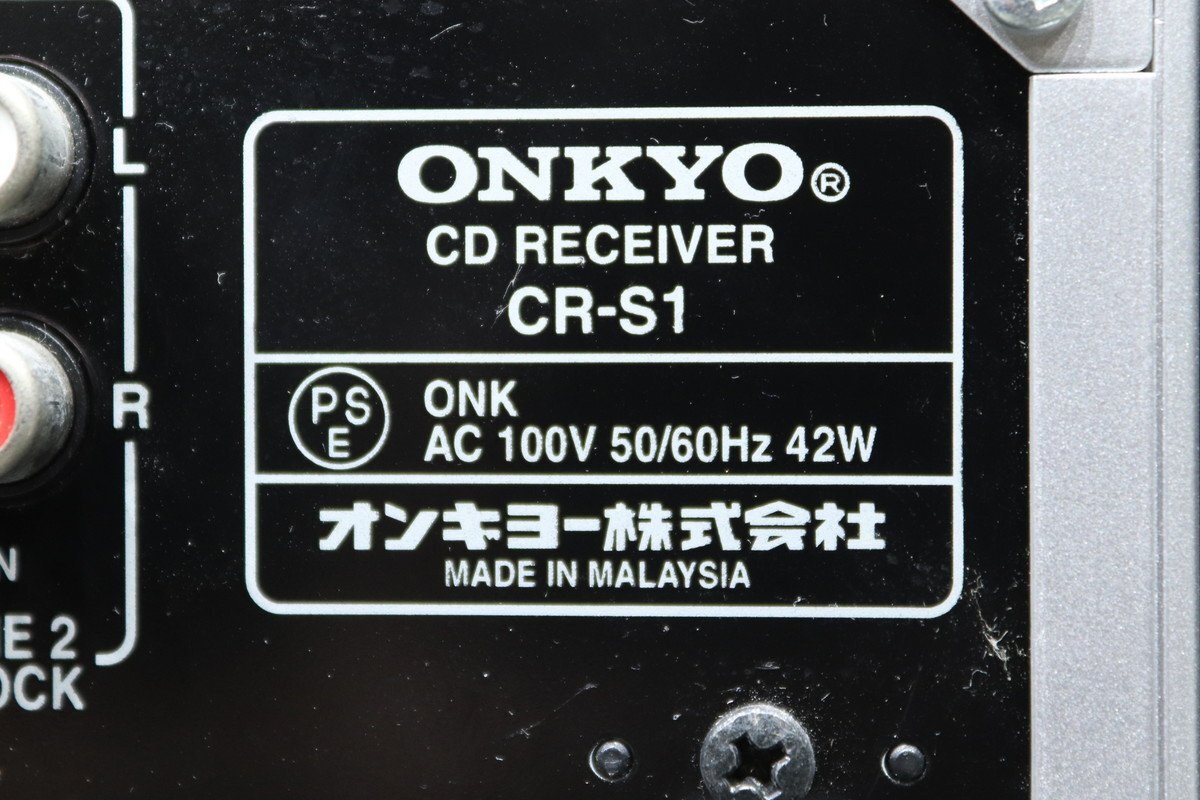 L
R
ONKYO®
CD RECEIVER
CR-S1
PS
E
ONK
AC 100V 50/60Hz 42W
オンキヨー株式会社
MADE IN MALAYSIA
N
E 2
OCK